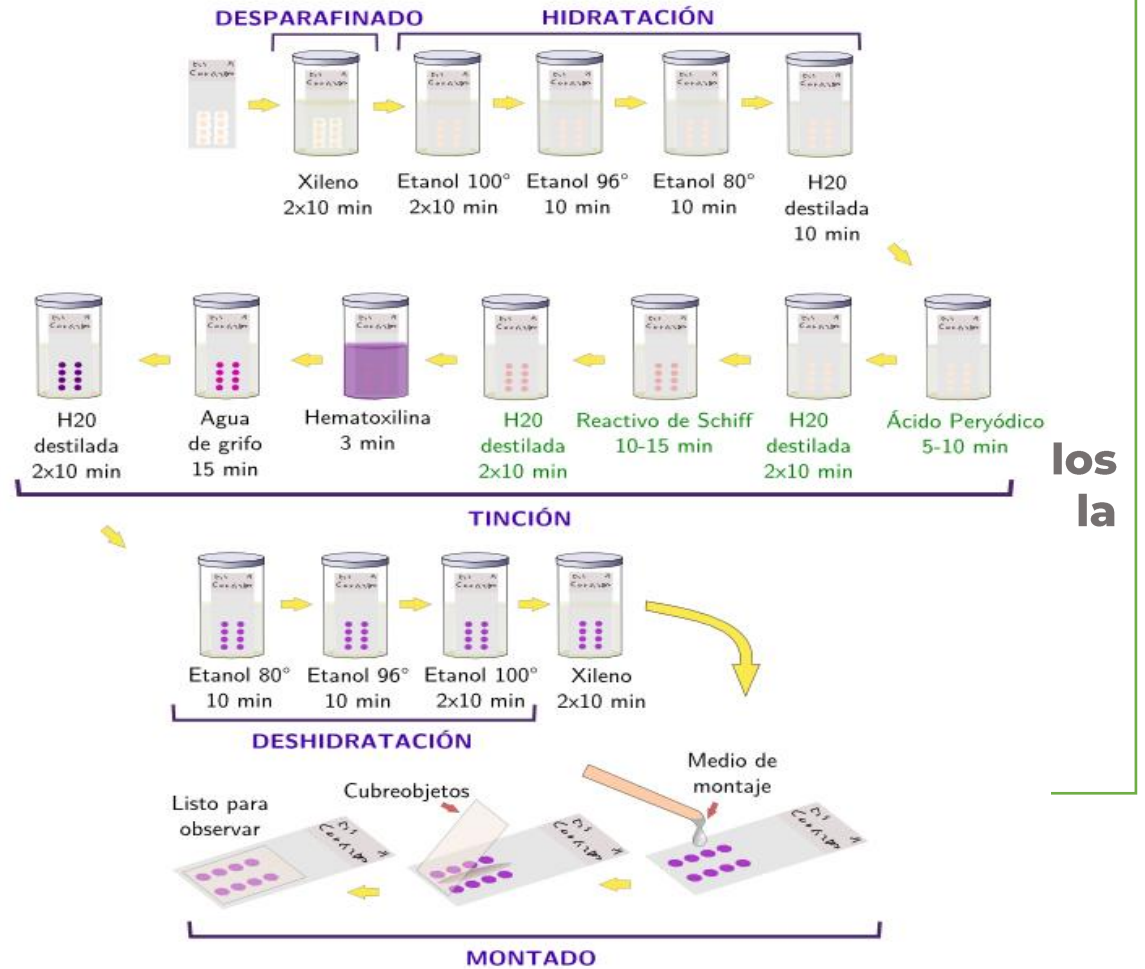 DESPARAFINADO
HIDRATACIÓN
Xileno
2x10 min
Etanol 100°
2x10 min
Etanol 96°
10 min
Etanol 80°
10 min
H20
destilada
10 min
H20
destilada
2x10 min
Agua
de grifo
15 min
Hematoxilina
3 min
H20
destilada
2x10 min
Reactivo de Schiff
10-15 min
H20
destilada
2x10 min
Ácido Peryódico
5-10 min
los
la
TINCIÓN
Etanol 80°
10 min
Etanol 96°
10 min
Etanol 100°
2x10 min
Xileno
2x10 min
DESHIDRATACIÓN
Listo para
observar
Cubreobjetos
Medio de
montaje
MONTADO